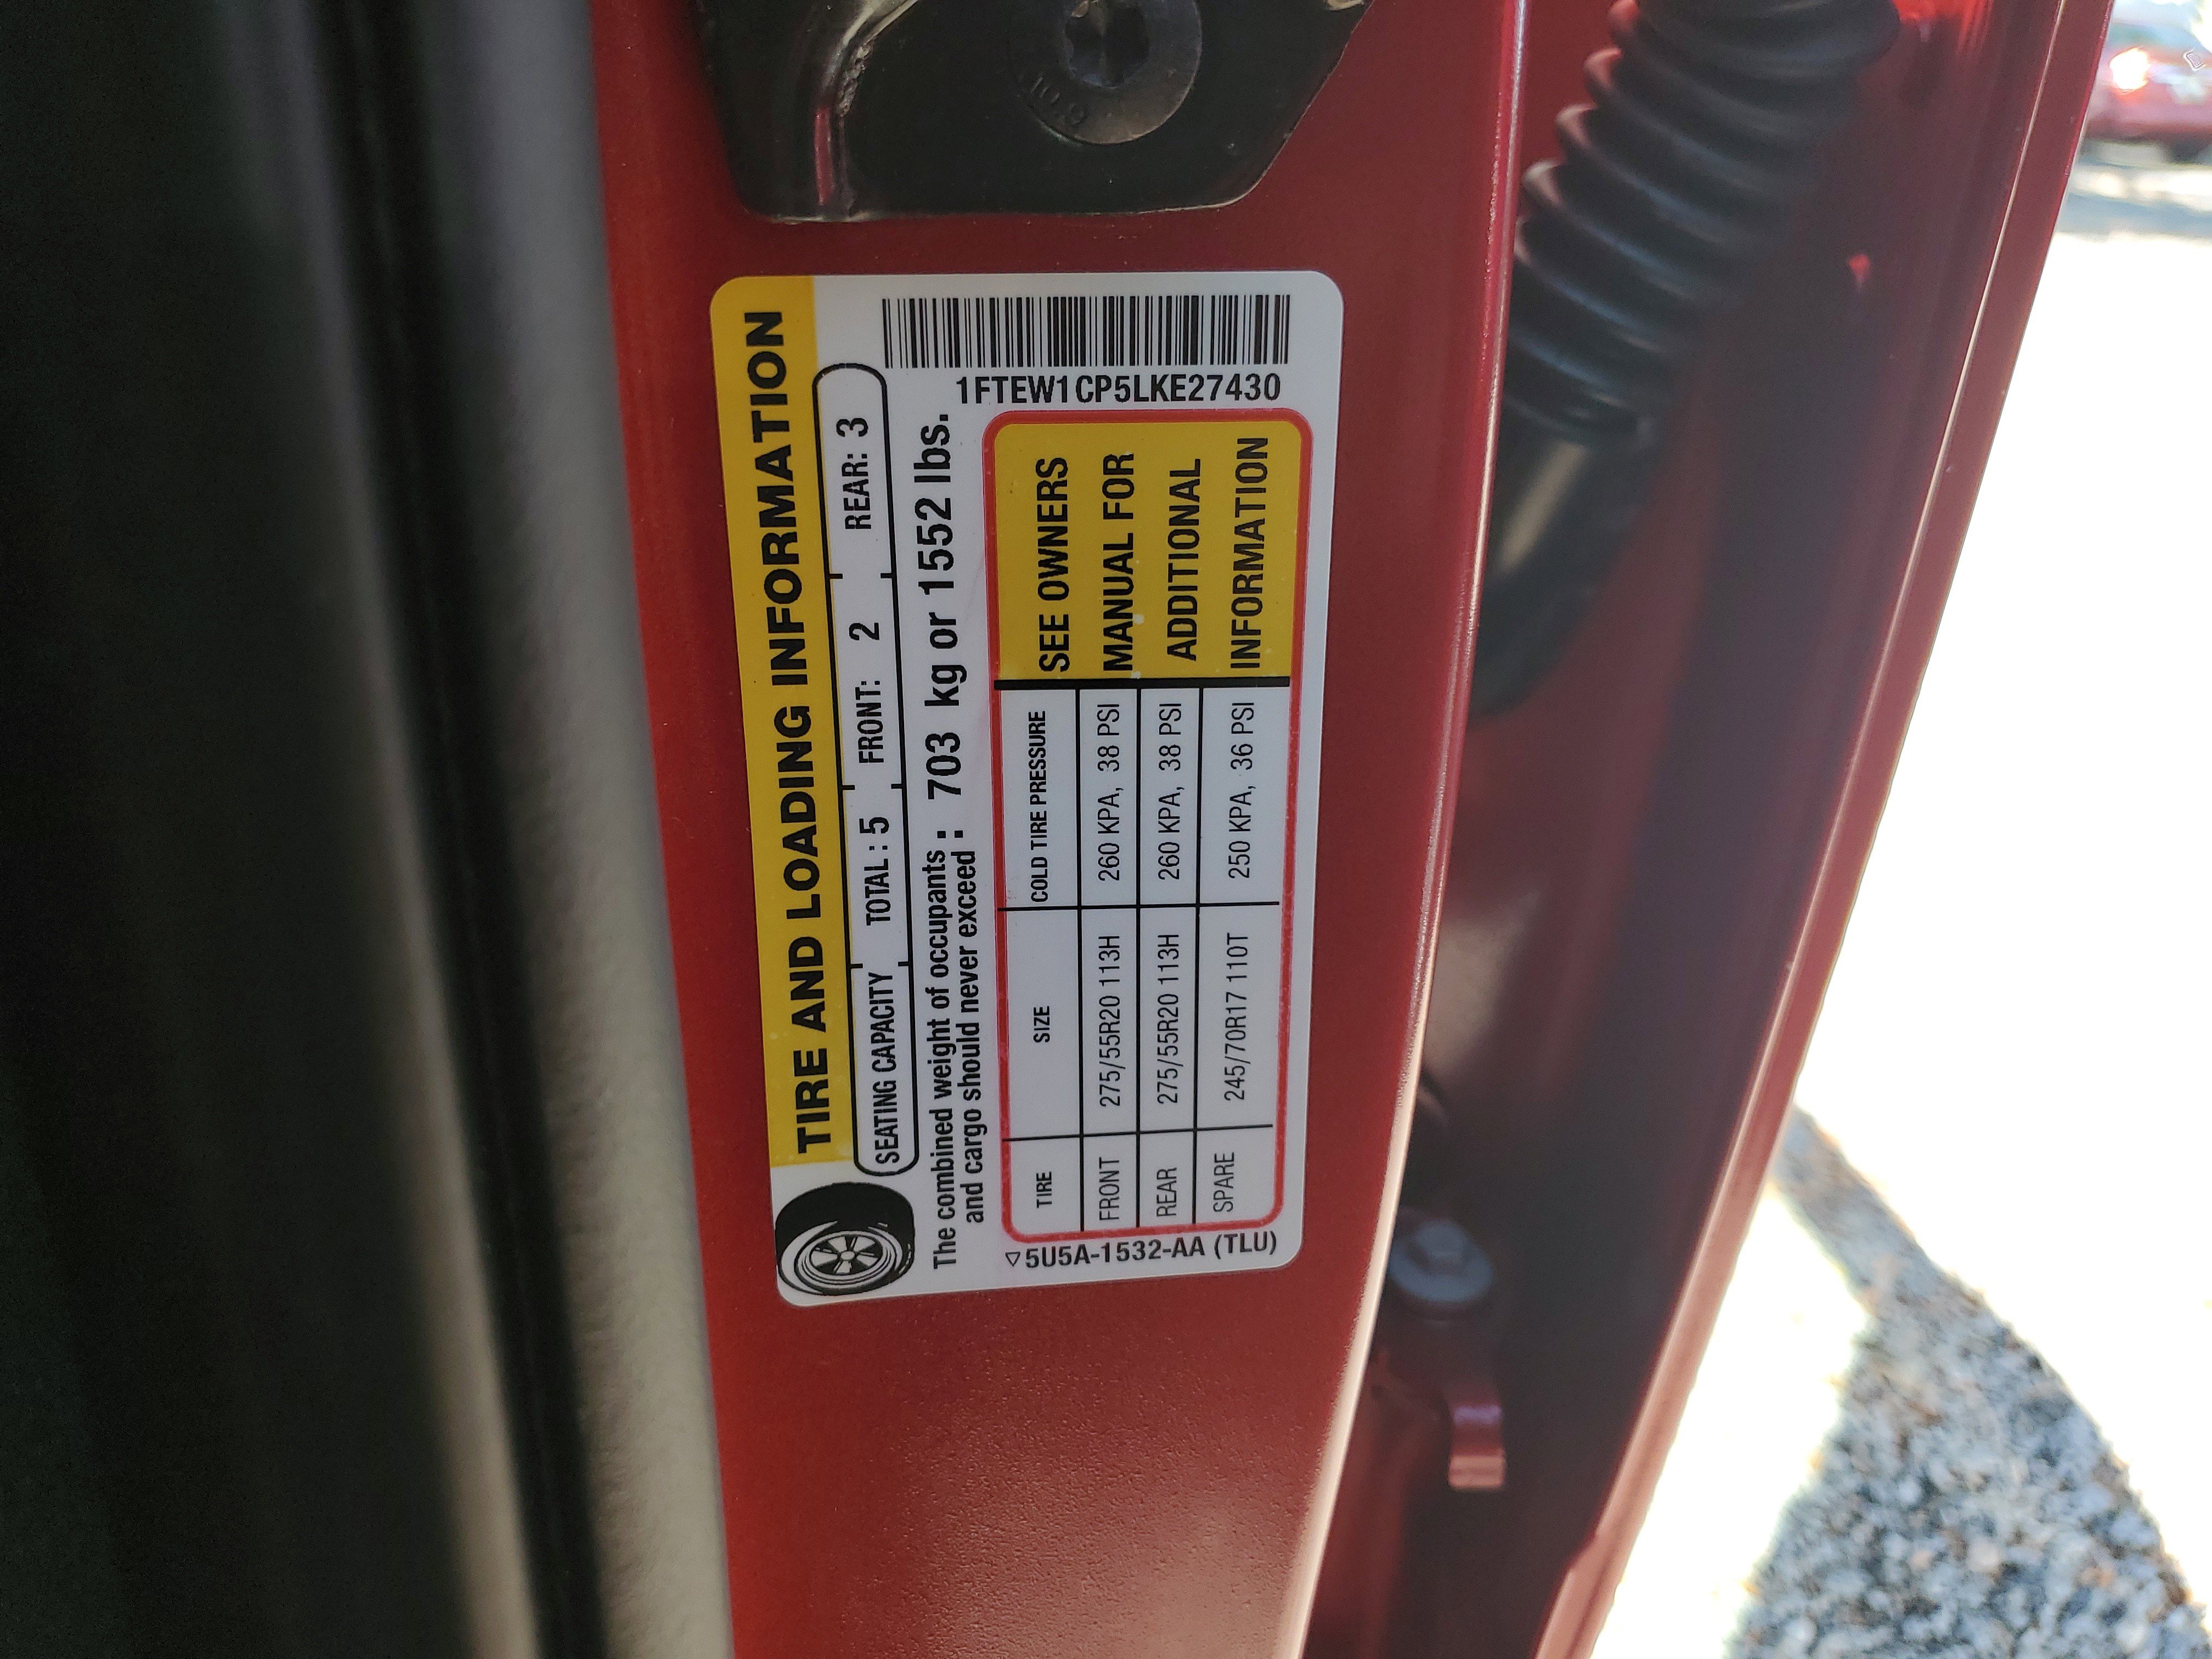 TIRE AND LOADING INFORMATION
SEATING CAPACITY TOTAL : 5 FRONT: 2 REAR: 3
The combined weight of occupants : 703 kg or 1552 lbs.
and cargo should never exceed :
TIRE SIZE COLD TIRE PRESSURE
FRONT 275/55R20 113H 260 KPA, 38 PSI
REAR 275/55R20 113H 260 KPA, 38 PSI
SPARE 245/70R17 110T 250 KPA, 36 PSI
SEE OWNERS
MANUAL FOR
ADDITIONAL
INFORMATION
5U5A-1532-AA (TLU)
1FTEW1CP5LKE27430
10.9